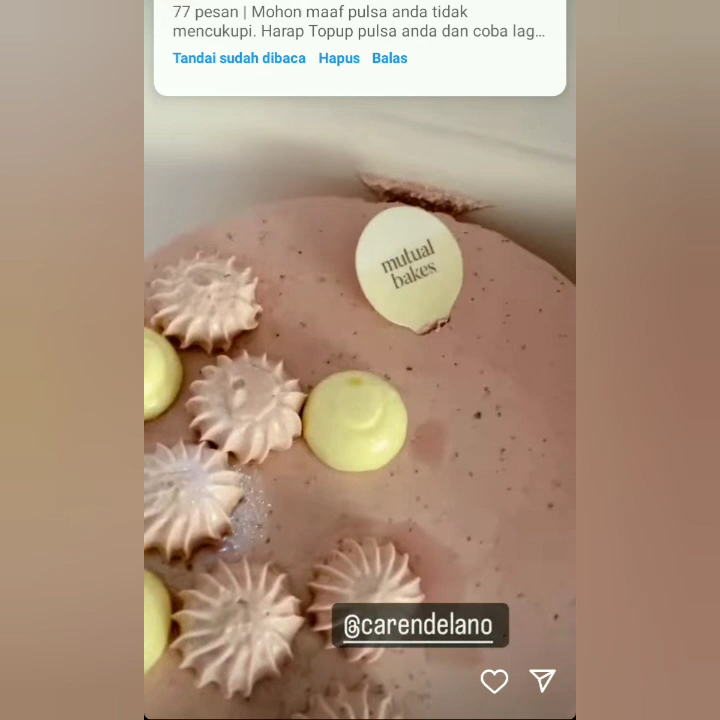 77 pesan | Mohon maaf pulsa anda tidak
mencukupi. Harap Topup pulsa anda dan coba lag...
Tandai sudah dibaca Hapus Balas
mutual
bakes
@carendelano